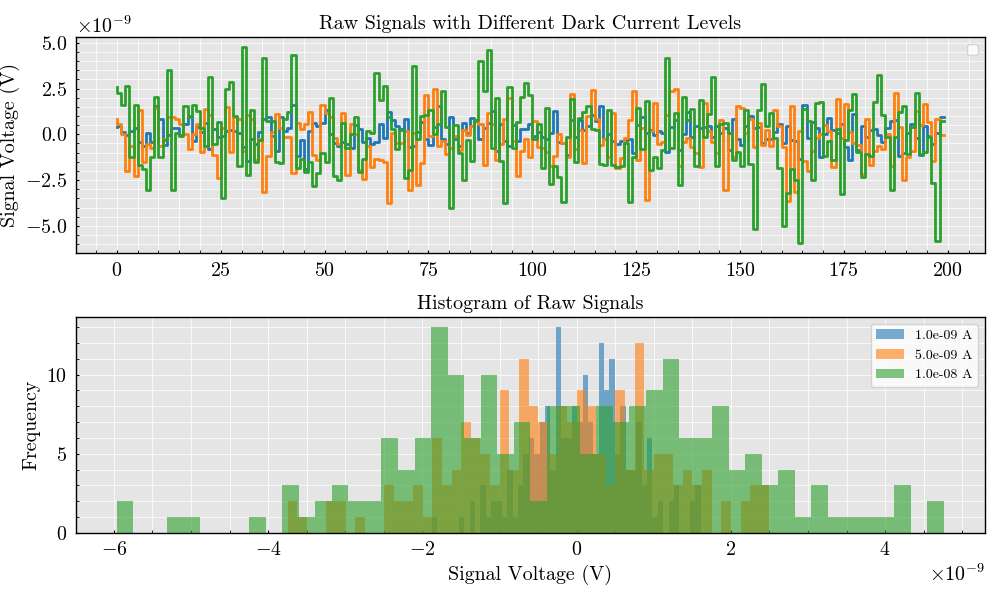 Raw Signals with Different Dark Current Levels
×10⁻⁹
Signal Voltage (V)
5.0
2.5
0.0
−2.5
−5.0
0 25 50 75 100 125 150 175 200
Histogram of Raw Signals
Frequency
10
5
0
1.0e-09 A
5.0e-09 A
1.0e-08 A
−6 −4 −2 0 2 4
Signal Voltage (V)
×10⁻⁹